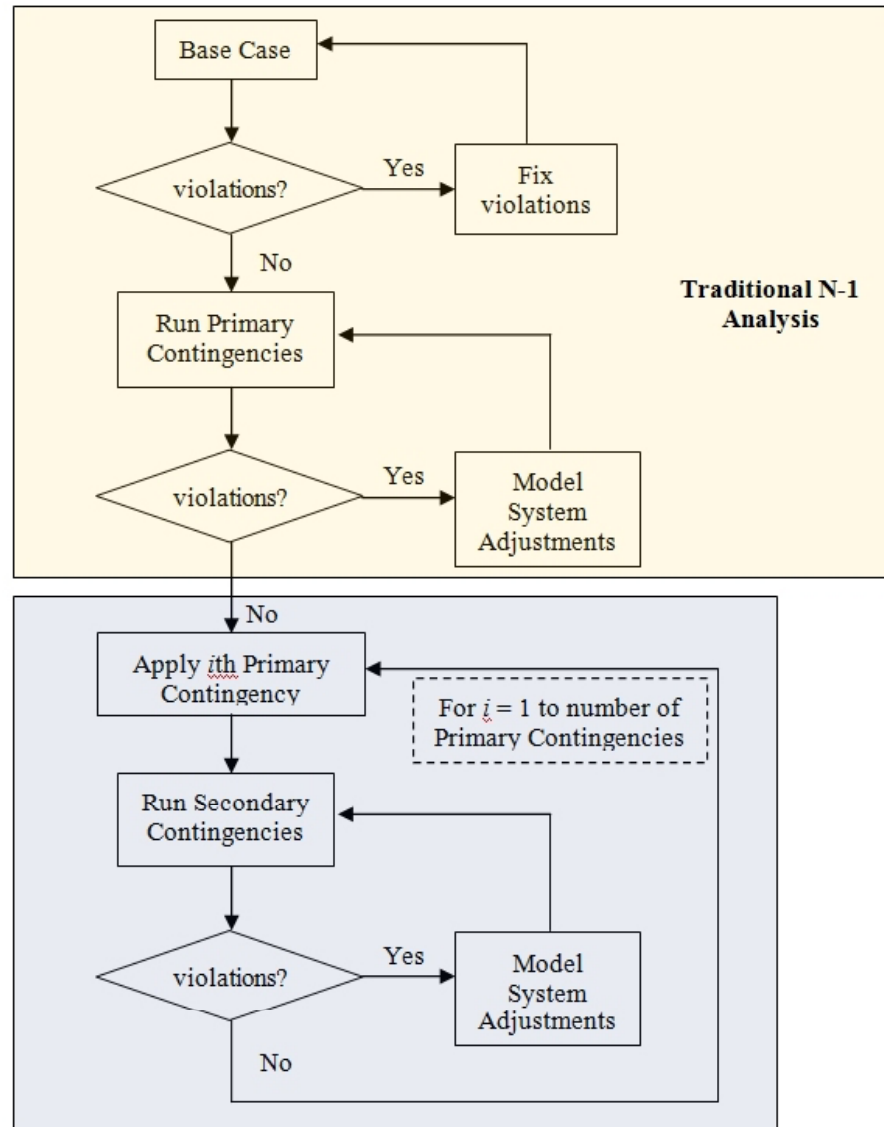 Base Case
violations?
Yes
Fix
violations
No
Traditional N-1
Analysis
Run Primary
Contingencies
violations?
Yes
Model
System
Adjustments
No
Apply ith Primary
Contingency
For i = 1 to number of
Primary Contingencies
Run Secondary
Contingencies
violations?
Yes
Model
System
Adjustments
No